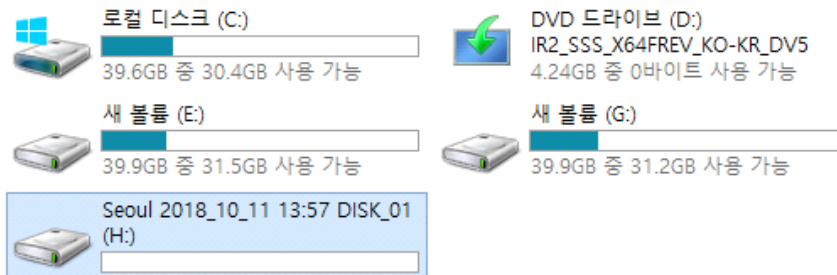 로컬 디스크 (C:)
39.6GB 중 30.4GB 사용 가능
DVD 드라이브 (D:)
IR2_SSS_X64FREV_KO-KR_DV5
4.24GB 중 0바이트 사용 가능
새 볼륨 (E:)
39.9GB 중 31.5GB 사용 가능
새 볼륨 (G:)
39.9GB 중 31.2GB 사용 가능
Seoul 2018_10_11 13:57 DISK_01
(H:)